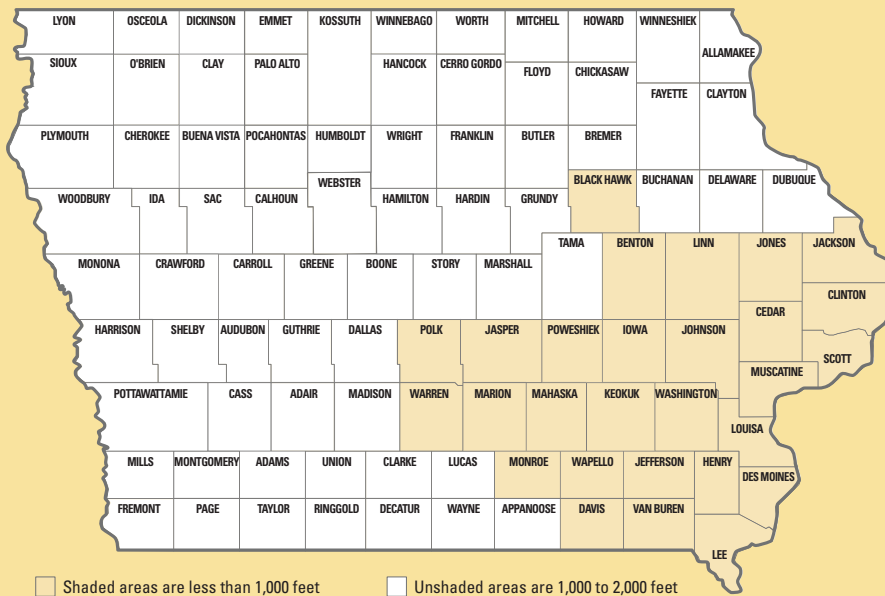 LYON OSCEOLA DICKINSON EMMET KOSSUTH WINNEBAGO WORTH MITCHELL HOWARD WINNESHIEK
ALLAMAKEE
SIOUX O'BRIEN CLAY PALO ALTO HANCOCK CERRO GORDO
FLOYD CHICKASAW
FAYETTE CLAYTON
PLYMOUTH CHEROKEE BUENA VISTA POCAHONTAS HUMBOLDT WRIGHT FRANKLIN BUTLER BREMER
WEBSTER BLACK HAWK BUCHANAN DELAWARE DUBUQUE
WOODBURY IDA SAC CALHOUN HAMILTON HARDIN GRUNDY
TAMA BENTON LINN JONES JACKSON
MONONA CRAWFORD CARROLL GREENE BOONE STORY MARSHALL
CLINTON
CEDAR
HARRISON SHELBY AUDUBON GUTHRIE DALLAS POLK JASPER POWESHIEK IOWA JOHNSON
SCOTT
MUSCATINE
POTTAWATTAMIE CASS ADAIR MADISON WARREN MARION MAHASKA KEOKUK WASHINGTON
LOUISA
MILLS MONTGOMERY ADAMS UNION CLARKE LUCAS MONROE WAPELLO JEFFERSON HENRY
DES MOINES
FREMONT PAGE TAYLOR RINGGOLD DECATUR WAYNE APPANOOSE DAVIS VAN BUREN
LEE
Shaded areas are less than 1,000 feet Unshaded areas are 1,000 to 2,000 feet